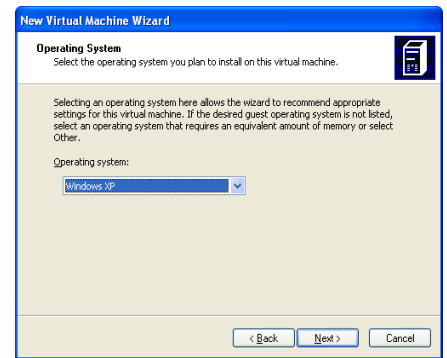 New Virtual Machine Wizard
Operating System
Select the operating system you plan to install on this virtual machine.
Selecting an operating system here allows the wizard to recommend appropriate
settings for this virtual machine. If the desired guest operating system is not listed,
select an operating system that requires an equivalent amount of memory or select
Other.
Operating system:
Windows XP
< Back Next > Cancel